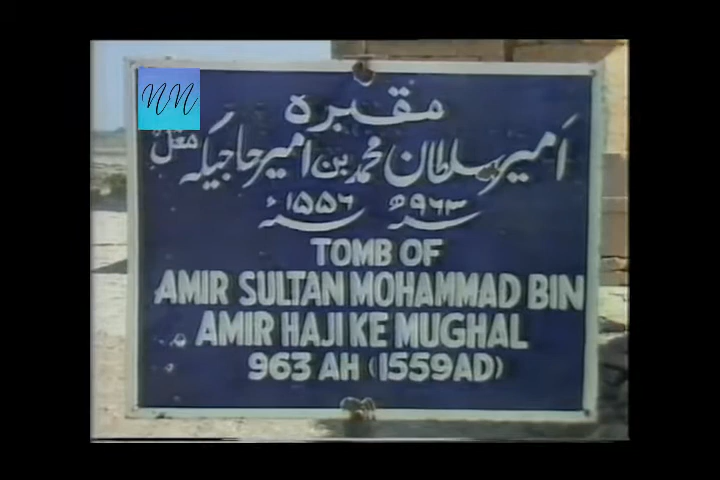 NN
مقبرہ
امیر سلطان محمد بن امیر حاجیکہ مغل
۹۶۳ھ سنہ ۱۵۵۶ء
TOMB OF
AMIR SULTAN MOHAMMAD BIN
AMIR HAJI KE MUGHAL
963 AH (1559AD)